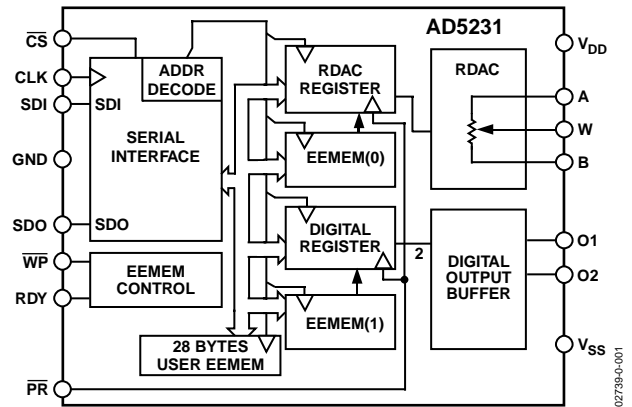 AD5231
CS
CLK
SDI
GND
SDO
WP
RDY
PR
ADDR
DECODE
SDI
SERIAL
INTERFACE
SDO
EEMEM
CONTROL
28 BYTES
USER EEMEM
RDAC
REGISTER
EEMEM(0)
DIGITAL
REGISTER
EEMEM(1)
2
RDAC
DIGITAL
OUTPUT
BUFFER
VDD
A
W
B
O1
O2
VSS
02739-0-001